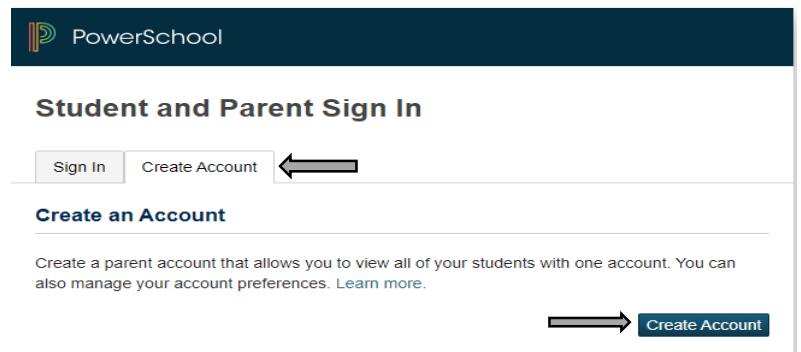 PowerSchool
Student and Parent Sign In
Sign In Create Account
Create an Account
Create a parent account that allows you to view all of your students with one account. You can
also manage your account preferences. Learn more.
Create Account